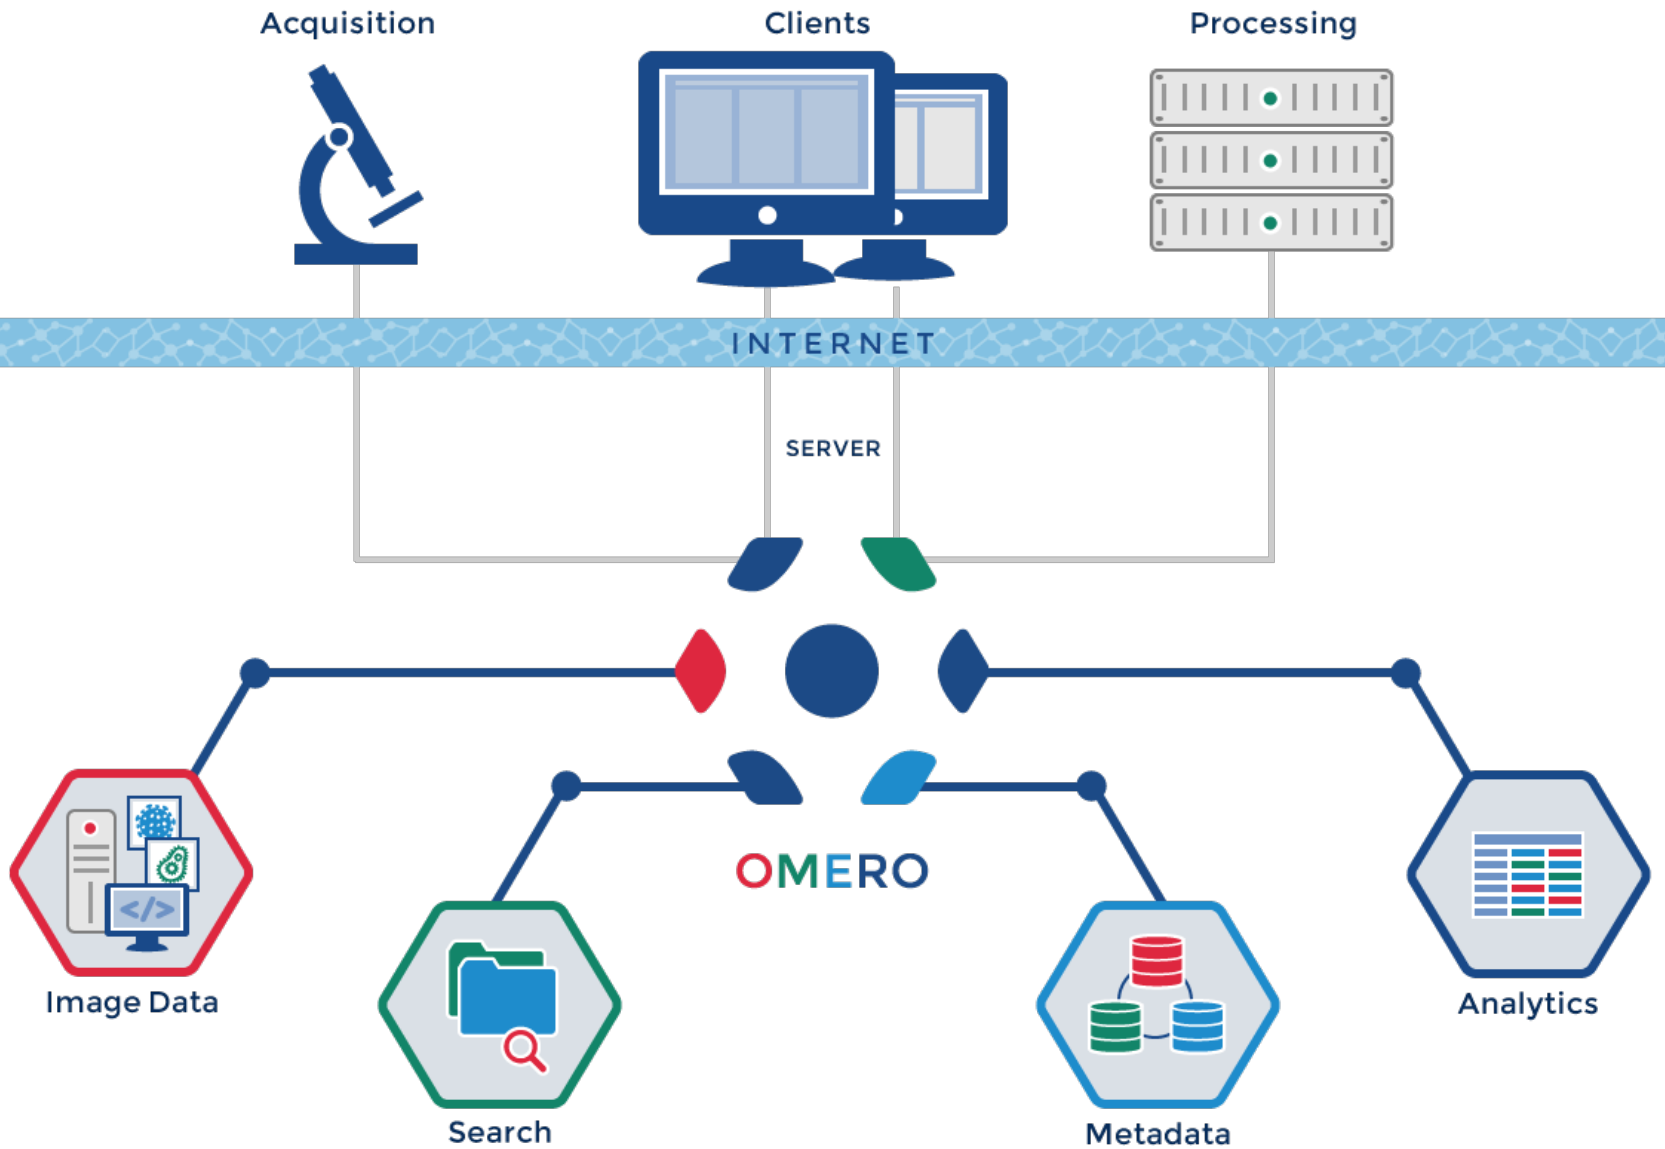 Acquisition
Clients
Processing
INTERNET
SERVER
OMERO
</>
Image Data
Search
Metadata
Analytics